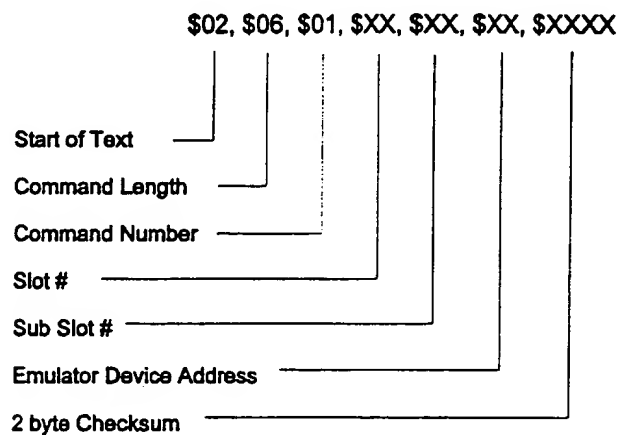 $02, $06, $01, $XX, $XX, $XX, $XXXX
Start of Text
Command Length
Command Number
Slot #
Sub Slot #
Emulator Device Address
2 byte Checksum